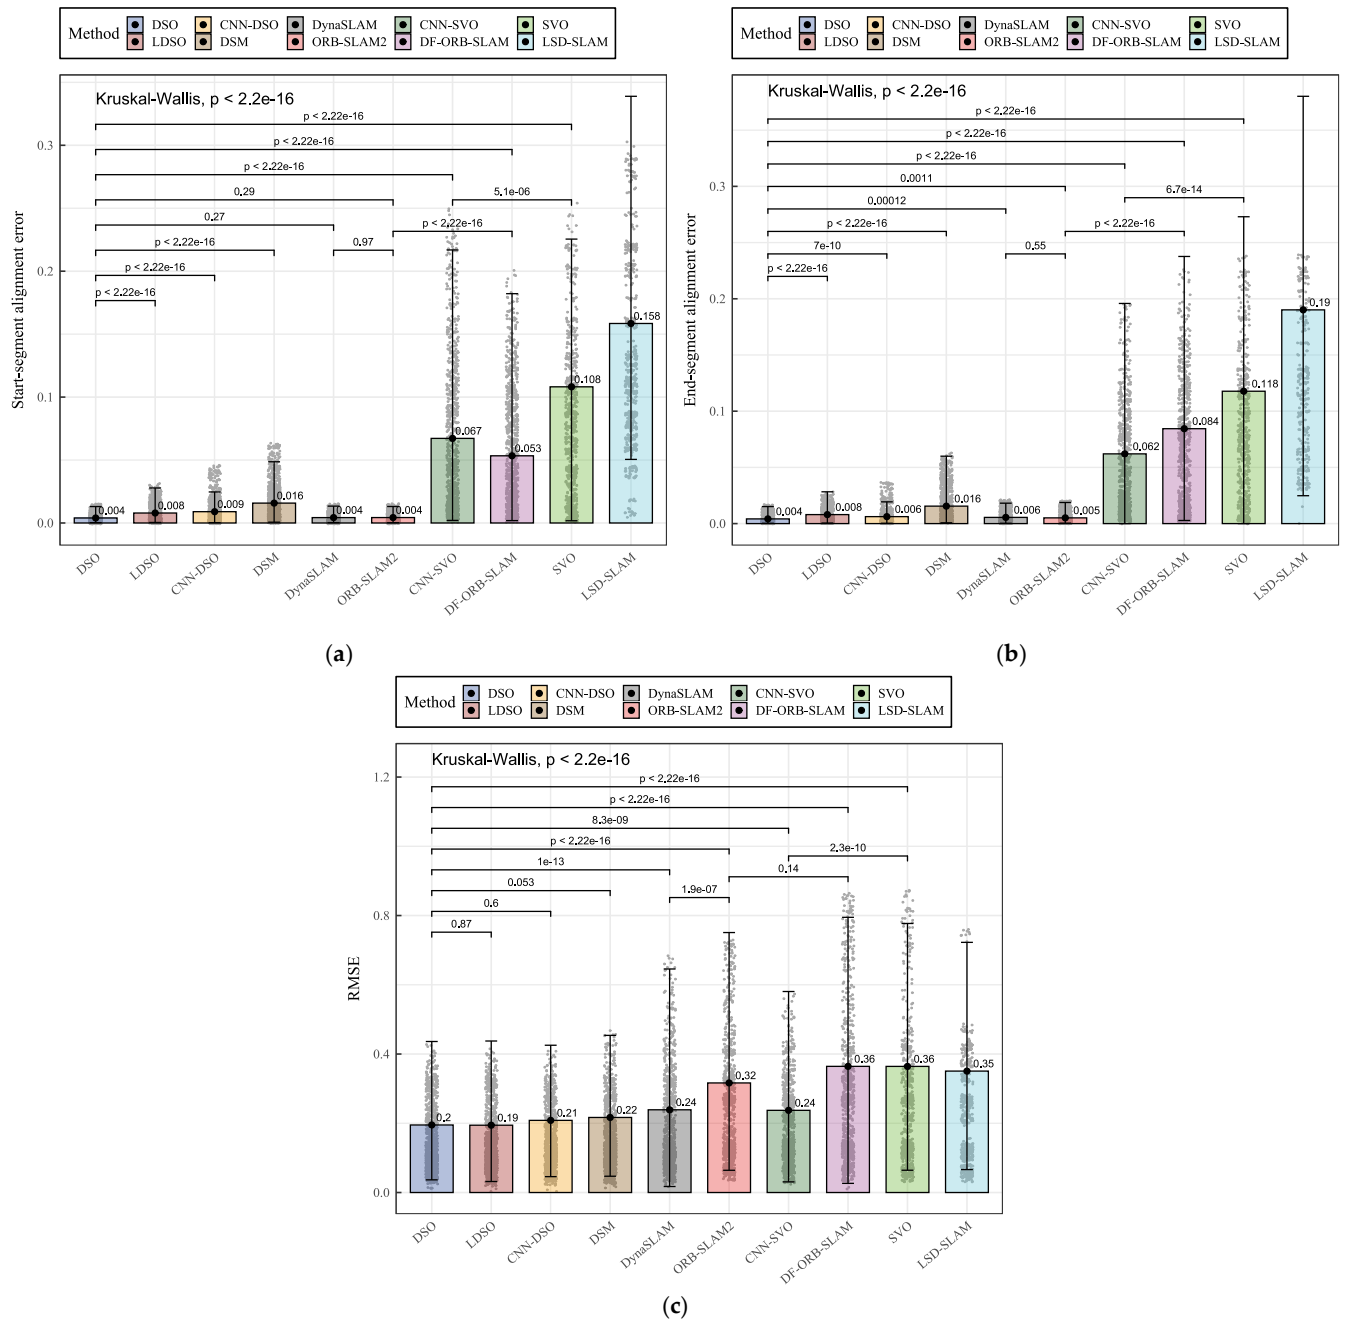 Method DSO CNN-DSO DynaSLAM CNN-SVO SVO
LDSO DSM ORB-SLAM2 DF-ORB-SLAM LSD-SLAM
Kruskal-Wallis, p < 2.2e-16
p < 2.22e-16
p < 2.22e-16
p < 2.22e-16
0.29 5.1e-06
0.27 p < 2.22e-16
p < 2.22e-16 0.97
p < 2.22e-16
p < 2.22e-16
Start-segment alignment error
0.3
0.2
0.1
0.0
0.004 0.008 0.009 0.016 0.004 0.004 0.067 0.053 0.108 0.158
DSO LDSO CNN-DSO DSM DynaSLAM ORB-SLAM2 CNN-SVO DF-ORB-SLAM SVO LSD-SLAM
(a)
Method DSO CNN-DSO DynaSLAM CNN-SVO SVO
LDSO DSM ORB-SLAM2 DF-ORB-SLAM LSD-SLAM
Kruskal-Wallis, p < 2.2e-16
p < 2.22e-16
p < 2.22e-16
p < 2.22e-16
0.0011
0.00012 6.7e-14
p < 2.22e-16 p < 2.22e-16
7e-10 0.55
p < 2.22e-16
End-segment alignment error
0.3
0.2
0.1
0.0
0.004 0.008 0.006 0.016 0.006 0.005 0.062 0.084 0.118 0.19
DSO LDSO CNN-DSO DSM DynaSLAM ORB-SLAM2 CNN-SVO DF-ORB-SLAM SVO LSD-SLAM
(b)
Method DSO CNN-DSO DynaSLAM CNN-SVO SVO
LDSO DSM ORB-SLAM2 DF-ORB-SLAM LSD-SLAM
Kruskal-Wallis, p < 2.2e-16
p < 2.22e-16
p < 2.22e-16
8.3e-09
p < 2.22e-16 2.3e-10
1e-13 0.14
0.053 1.9e-07
0.6
0.87
RMSE
1.2
0.8
0.4
0.0
0.2 0.19 0.21 0.22 0.24 0.32 0.24 0.36 0.36 0.35
DSO LDSO CNN-DSO DSM DynaSLAM ORB-SLAM2 CNN-SVO DF-ORB-SLAM SVO LSD-SLAM
(c)